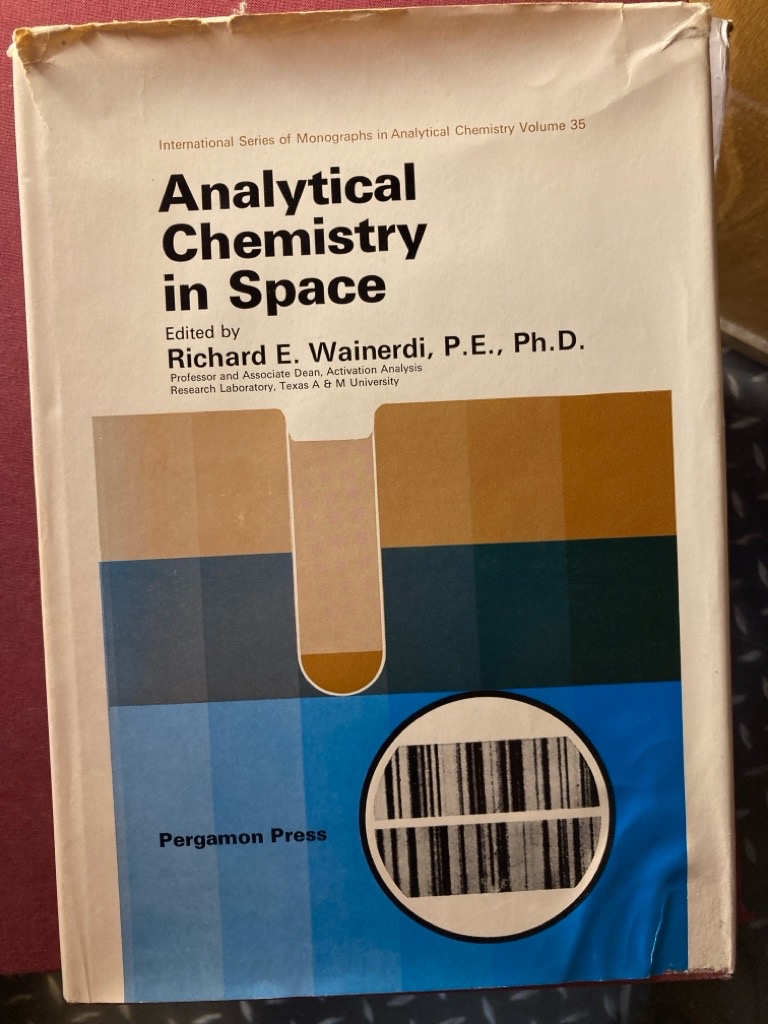 International Series of Monographs in Analytical Chemistry Volume 35
Analytical
Chemistry
in Space
Edited by
Richard E. Wainerdi, P.E., Ph.D.
Professor and Associate Dean, Activation Analysis
Research Laboratory, Texas A & M University
Pergamon Press